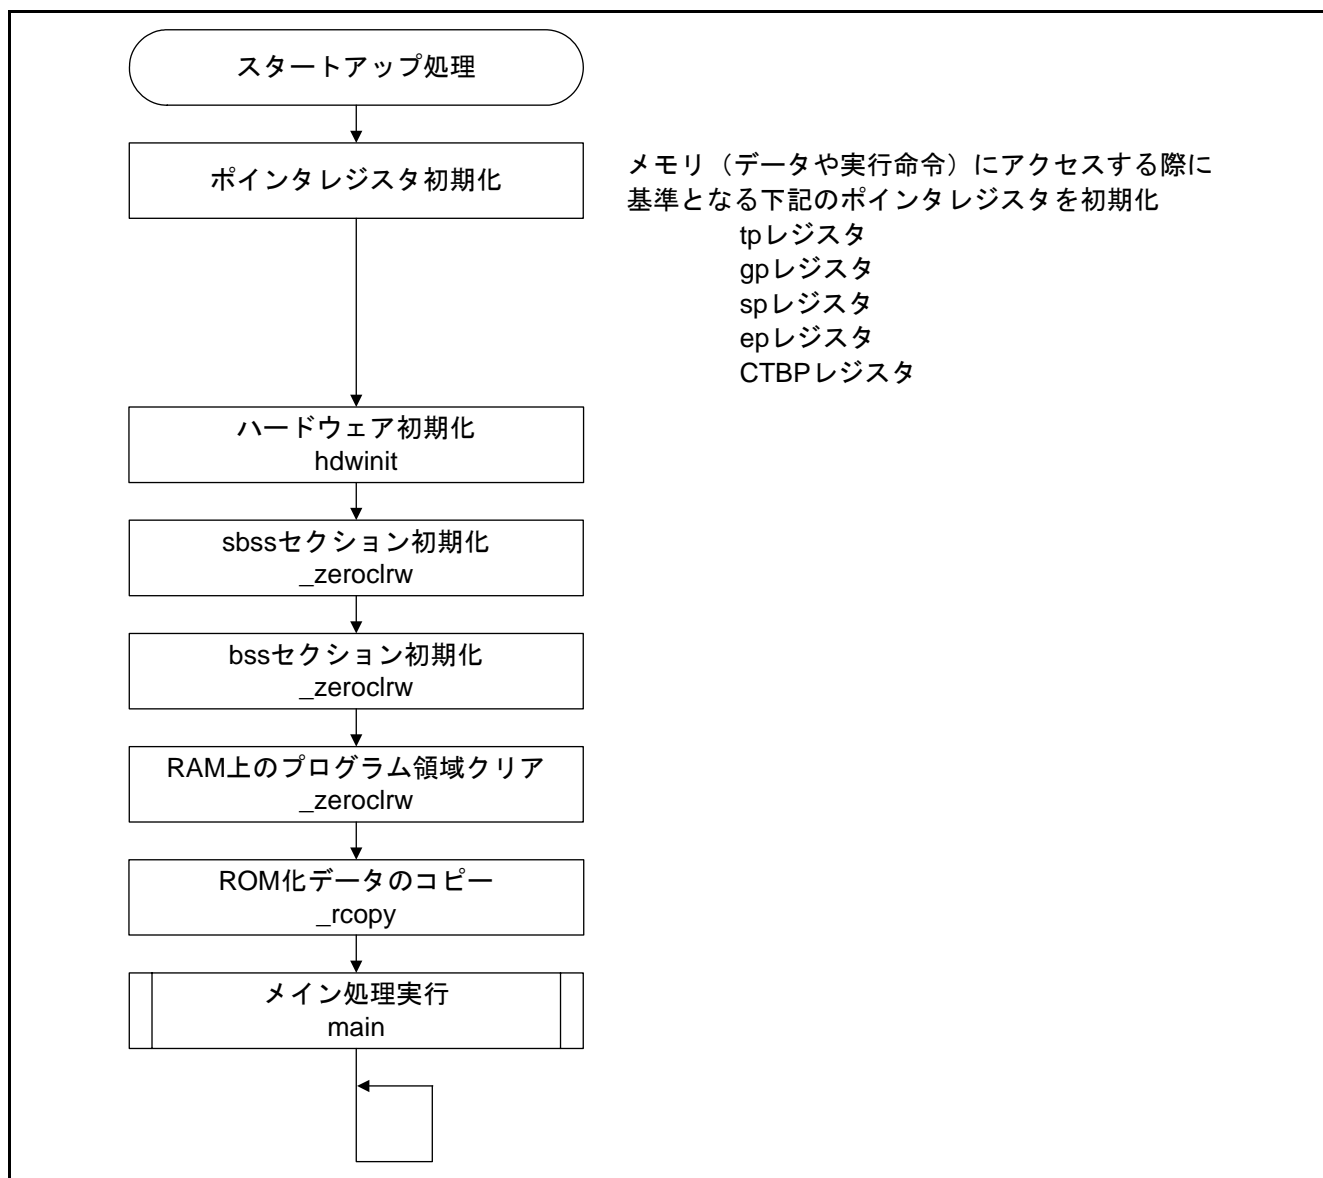 スタートアップ処理
ポインタレジスタ初期化
メモリ（データや実行命令）にアクセスする際に
基準となる下記のポインタレジスタを初期化
tpレジスタ
gpレジスタ
spレジスタ
epレジスタ
CTBPレジスタ
ハードウェア初期化
hdwinit
sbssセクション初期化
_zeroclrw
bssセクション初期化
_zeroclrw
RAM上のプログラム領域クリア
_zeroclrw
ROM化データのコピー
_rcopy
メイン処理実行
main